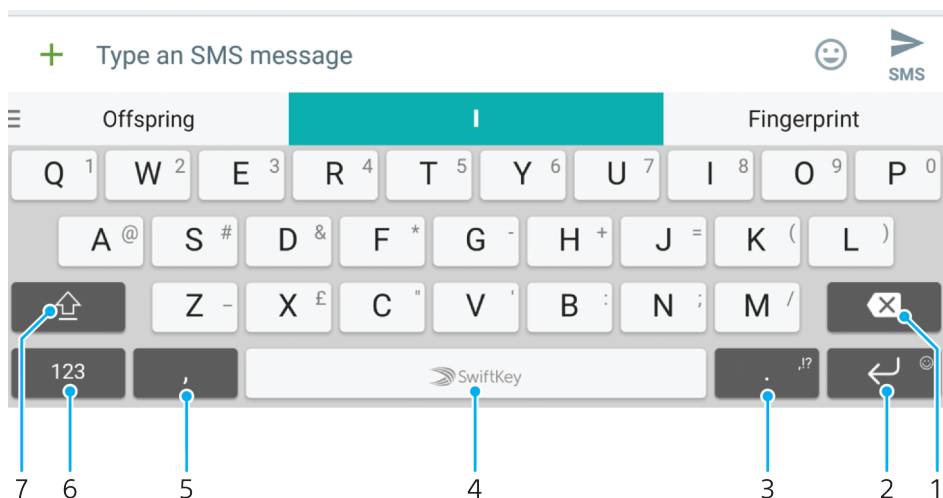 + Type an SMS message
SMS
Offspring I Fingerprint
Q 1 W 2 E 3 R 4 T 5 Y 6 U 7 I 8 O 9 P 0
A @ S # D & F * G - H + J = K ( L )
Z _ X £ C " V ' B : N ; M /
123 , SwiftKey . ,!?
7 6 5 4 3 2 1